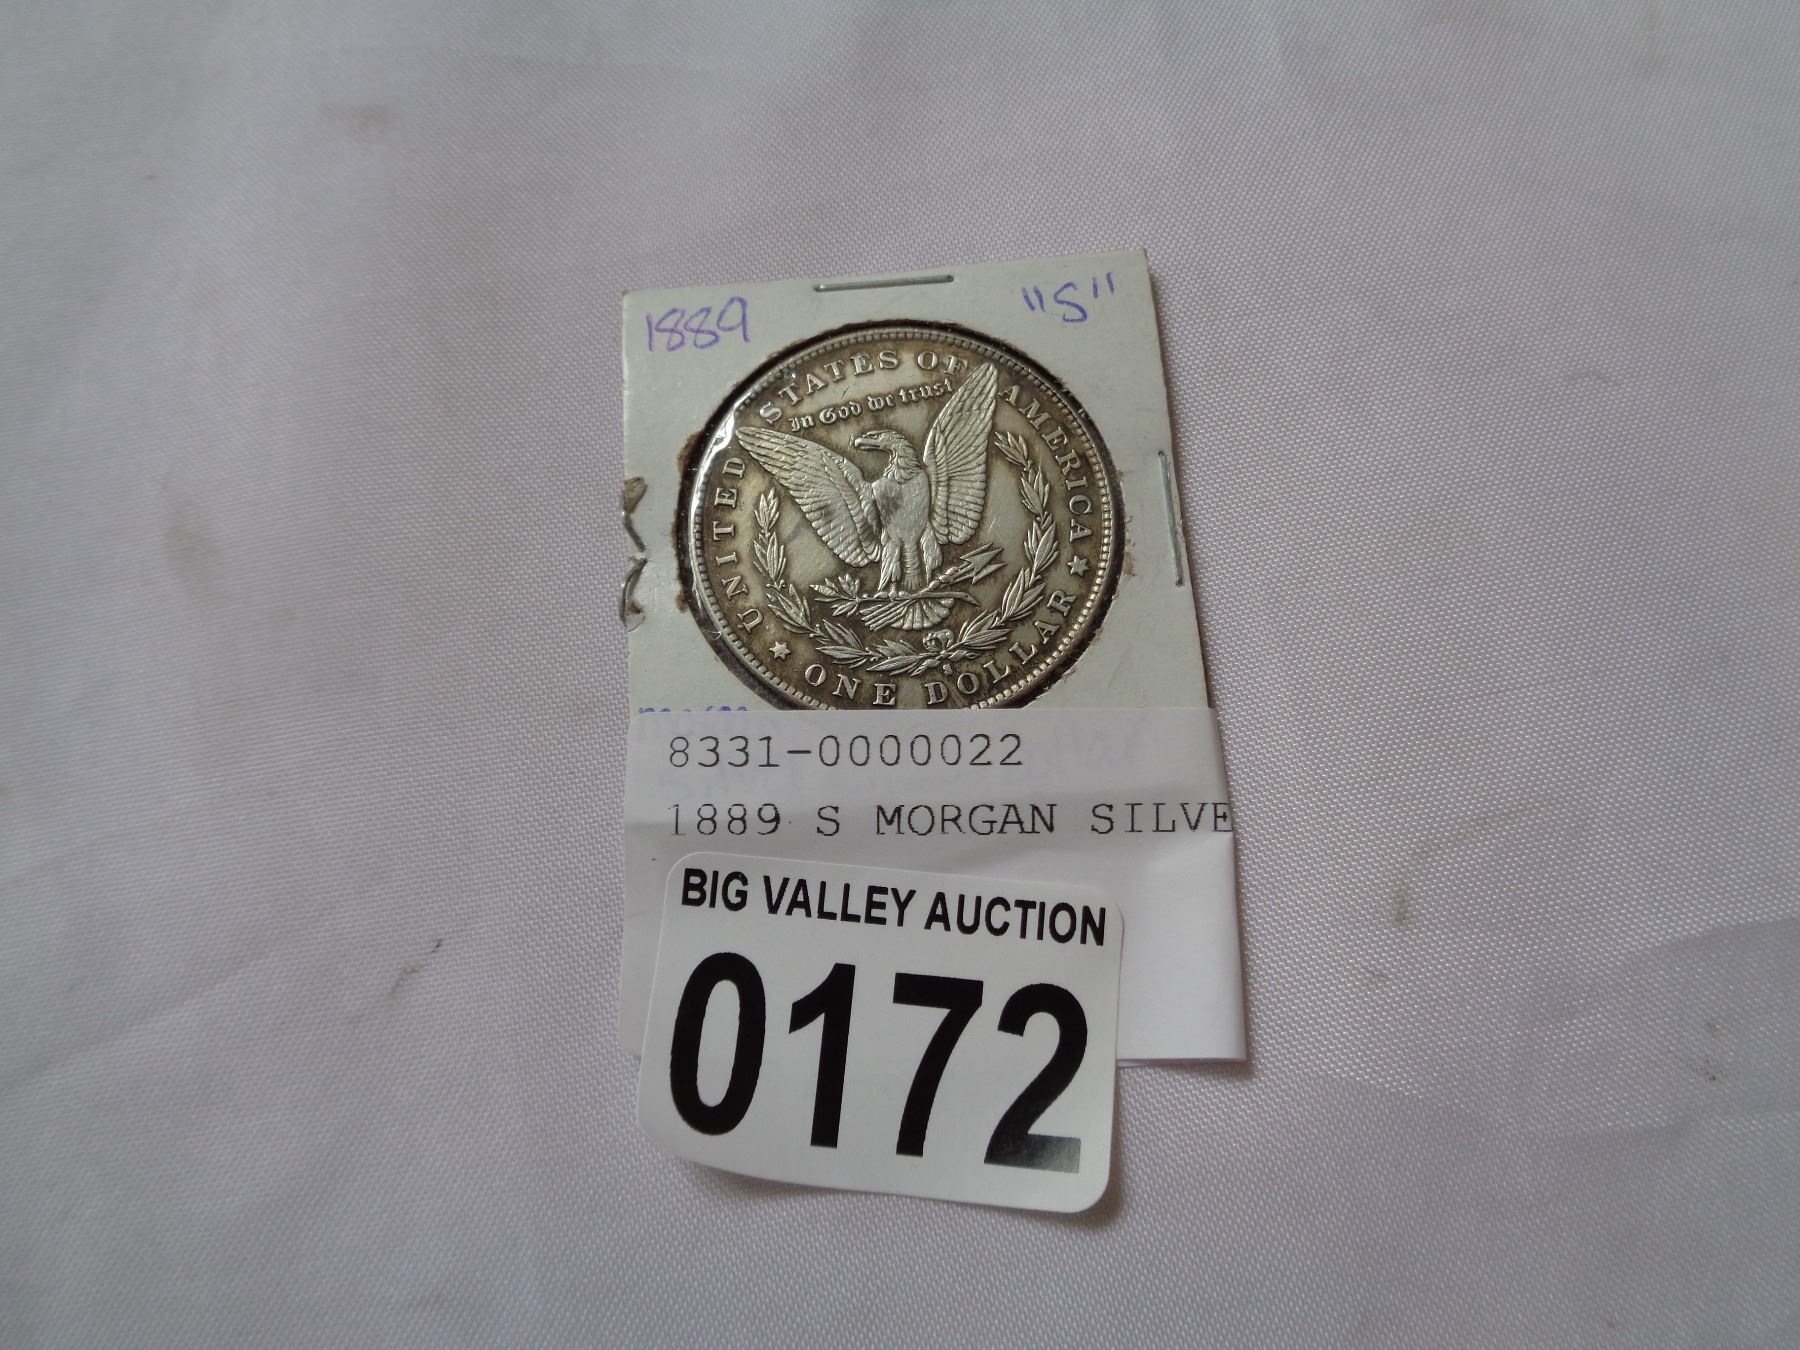 1889 "S"
UNITED STATES OF AMERICA
In God we trust
S
ONE DOLLAR
8331-0000022
1889 S MORGAN SILVE
BIG VALLEY AUCTION
0172